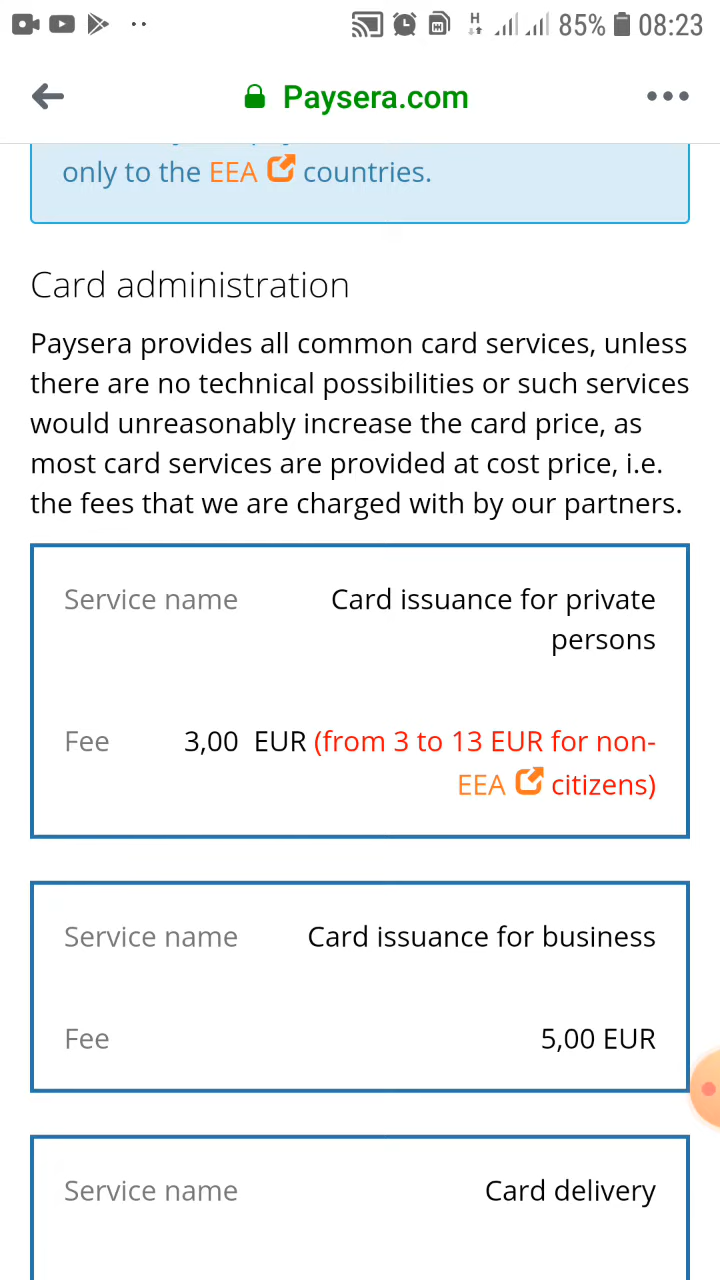 85% 08:23
Paysera.com
only to the EEA countries.
Card administration
Paysera provides all common card services, unless
there are no technical possibilities or such services
would unreasonably increase the card price, as
most card services are provided at cost price, i.e.
the fees that we are charged with by our partners.
Service name Card issuance for private
persons
Fee 3,00 EUR (from 3 to 13 EUR for non-
EEA citizens)
Service name Card issuance for business
Fee 5,00 EUR
Service name Card delivery